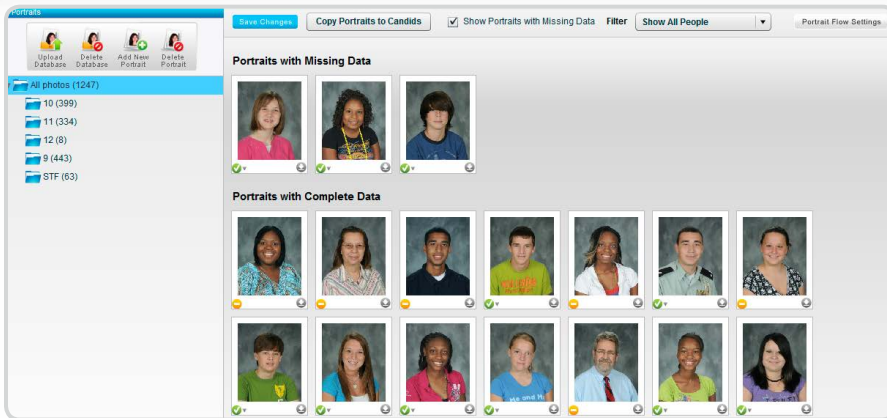 Portraits
Save Changes
Copy Portraits to Candids
Show Portraits with Missing Data
Filter
Show All People
Portrait Flow Settings
Upload Database
Delete Database
Add New Portrait
Delete Portrait
All photos (1247)
10 (399)
11 (334)
12 (8)
9 (443)
STF (63)
Portraits with Missing Data
Portraits with Complete Data